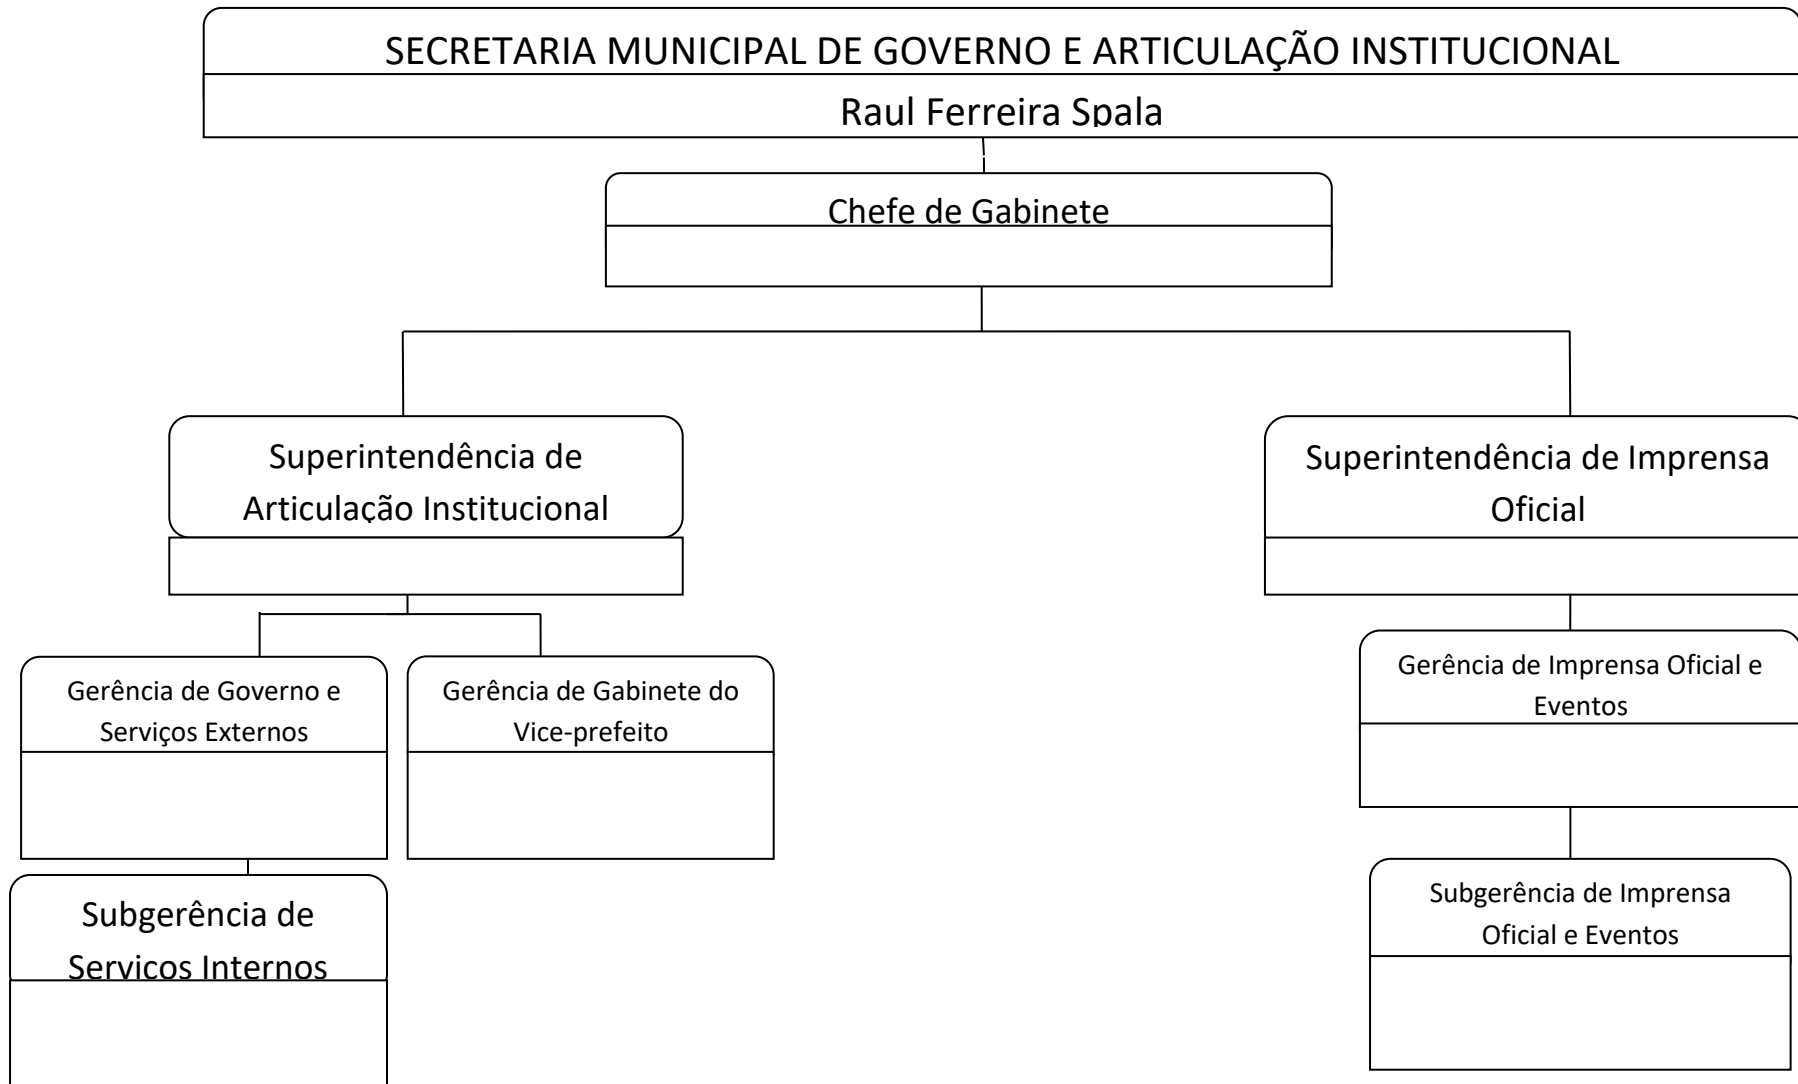 SECRETARIA MUNICIPAL DE GOVERNO E ARTICULAÇÃO INSTITUCIONAL
Raul Ferreira Spala
Chefe de Gabinete
Superintendência de
Articulação Institucional
Superintendência de Imprensa
Oficial
Gerência de Governo e
Serviços Externos
Gerência de Gabinete do
Vice-prefeito
Gerência de Imprensa Oficial e
Eventos
Subgerência de
Serviços Internos
Subgerência de Imprensa
Oficial e Eventos